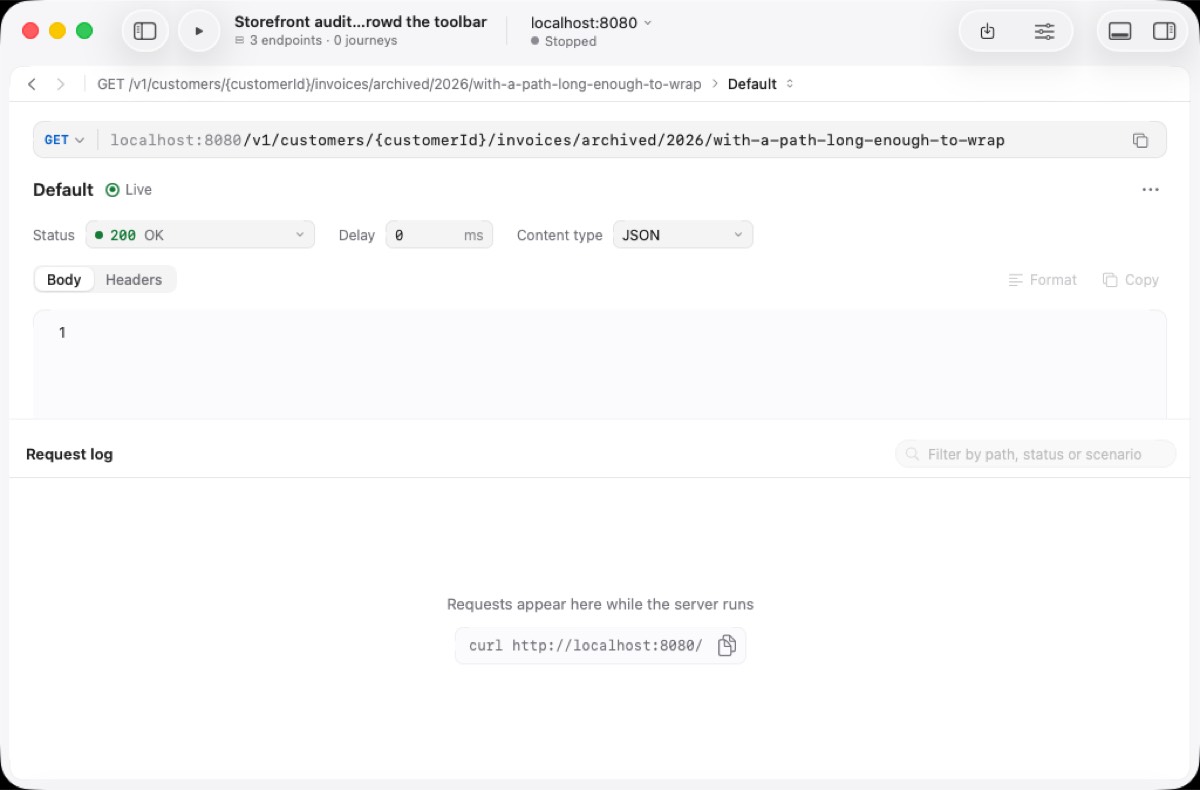 Storefront audit...rowd the toolbar
3 endpoints · 0 journeys
localhost:8080
Stopped
GET /v1/customers/{customerId}/invoices/archived/2026/with-a-path-long-enough-to-wrap
Default
GET
localhost:8080/v1/customers/{customerId}/invoices/archived/2026/with-a-path-long-enough-to-wrap
Default
Live
Status
200 OK
Delay
0 ms
Content type
JSON
Body
Headers
Format
Copy
1
Request log
Filter by path, status or scenario
Requests appear here while the server runs
curl http://localhost:8080/